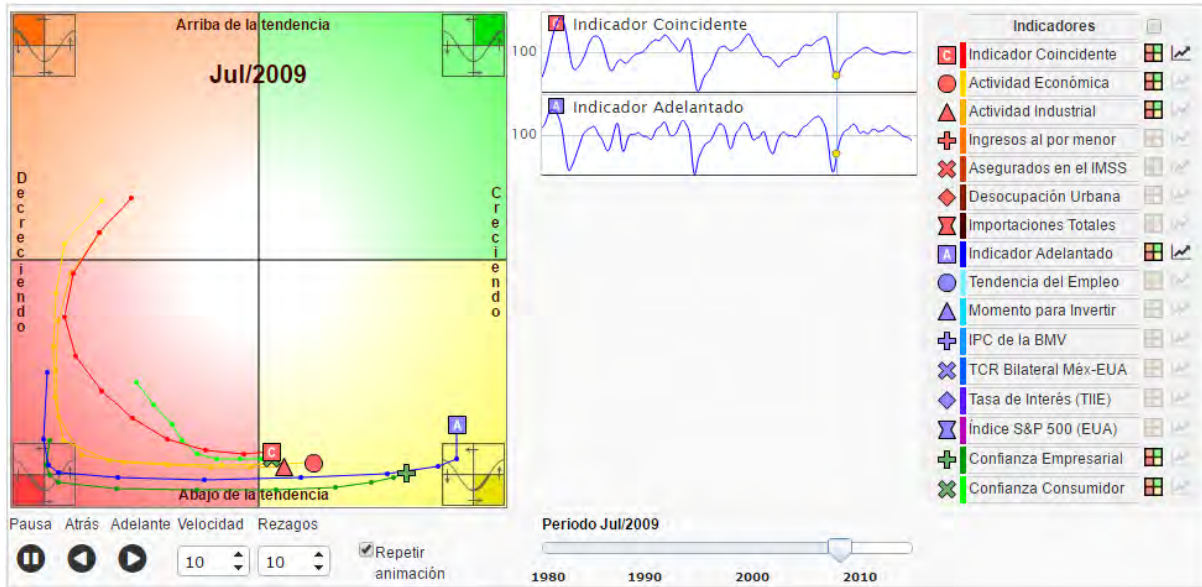 Arriba de la tendencia
Jul/2009
Decreciendo
Creciendo
Abajo de la tendencia
C
A
Pausa Atrás Adelante Velocidad Rezagos
10
10
Repetir
animación
C Indicador Coincidente
100
A Indicador Adelantado
100
Periodo Jul/2009
1980 1990 2000 2010
Indicadores
C Indicador Coincidente
Actividad Económica
Actividad Industrial
Ingresos al por menor
Asegurados en el IMSS
Desocupación Urbana
Importaciones Totales
A Indicador Adelantado
Tendencia del Empleo
Momento para Invertir
IPC de la BMV
TCR Bilateral Méx-EUA
Tasa de Interés (TIIE)
Índice S&P 500 (EUA)
Confianza Empresarial
Confianza Consumidor